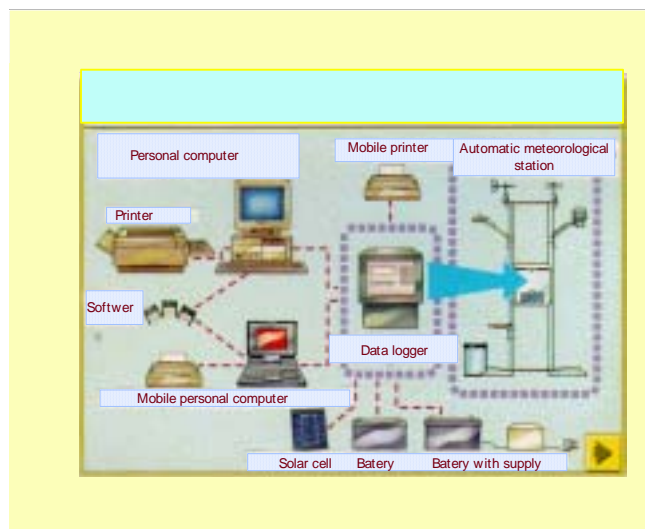 Personal computer
Mobile printer
Automatic meteorological
station
Printer
Softwer
Data logger
Mobile personal computer
Solar cell
Batery
Batery with supply